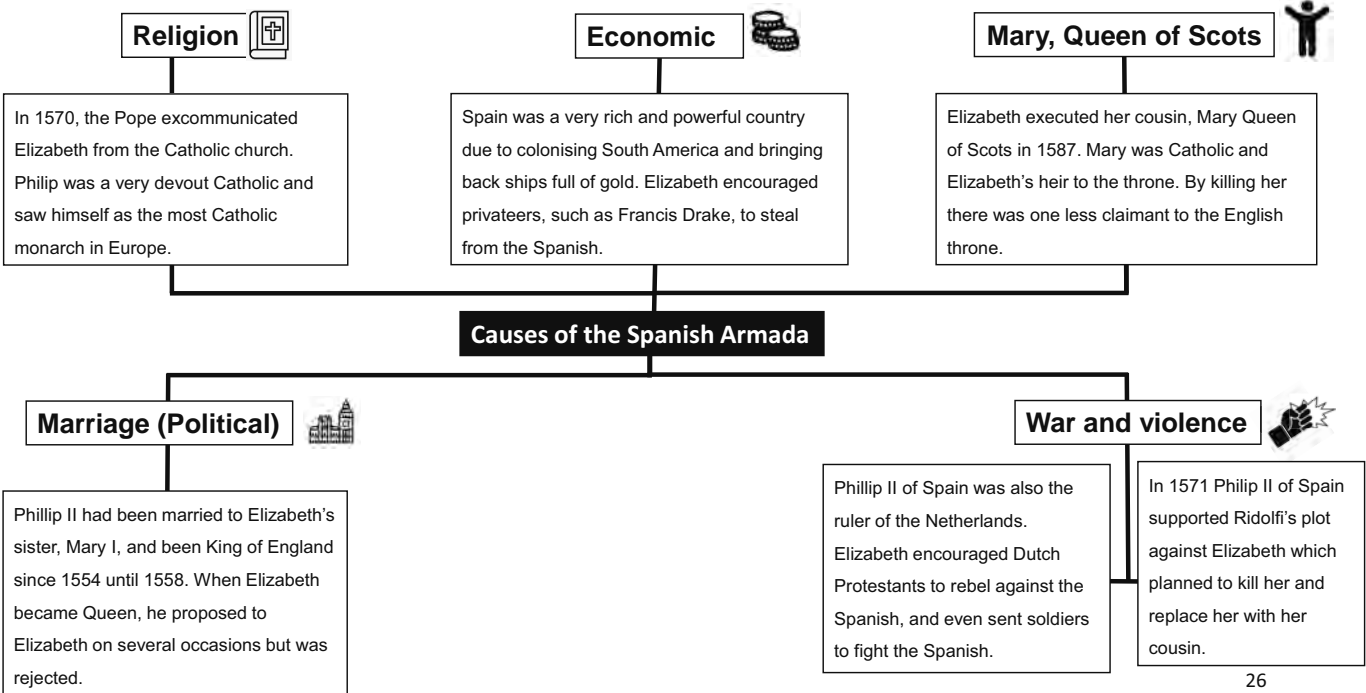 Religion
In 1570, the Pope excommunicated
Elizabeth from the Catholic church.
Philip was a very devout Catholic and
saw himself as the most Catholic
monarch in Europe.
Economic
Spain was a very rich and powerful country
due to colonising South America and bringing
back ships full of gold. Elizabeth encouraged
privateers, such as Francis Drake, to steal
from the Spanish.
Mary, Queen of Scots
Elizabeth executed her cousin, Mary Queen
of Scots in 1587. Mary was Catholic and
Elizabeth’s heir to the throne. By killing her
there was one less claimant to the English
throne.
Causes of the Spanish Armada
Marriage (Political)
Phillip II had been married to Elizabeth’s
sister, Mary I, and been King of England
since 1554 until 1558. When Elizabeth
became Queen, he proposed to
Elizabeth on several occasions but was
rejected.
War and violence
Phillip II of Spain was also the
ruler of the Netherlands.
Elizabeth encouraged Dutch
Protestants to rebel against the
Spanish, and even sent soldiers
to fight the Spanish.
In 1571 Philip II of Spain
supported Ridolfi’s plot
against Elizabeth which
planned to kill her and
replace her with her
cousin.
26